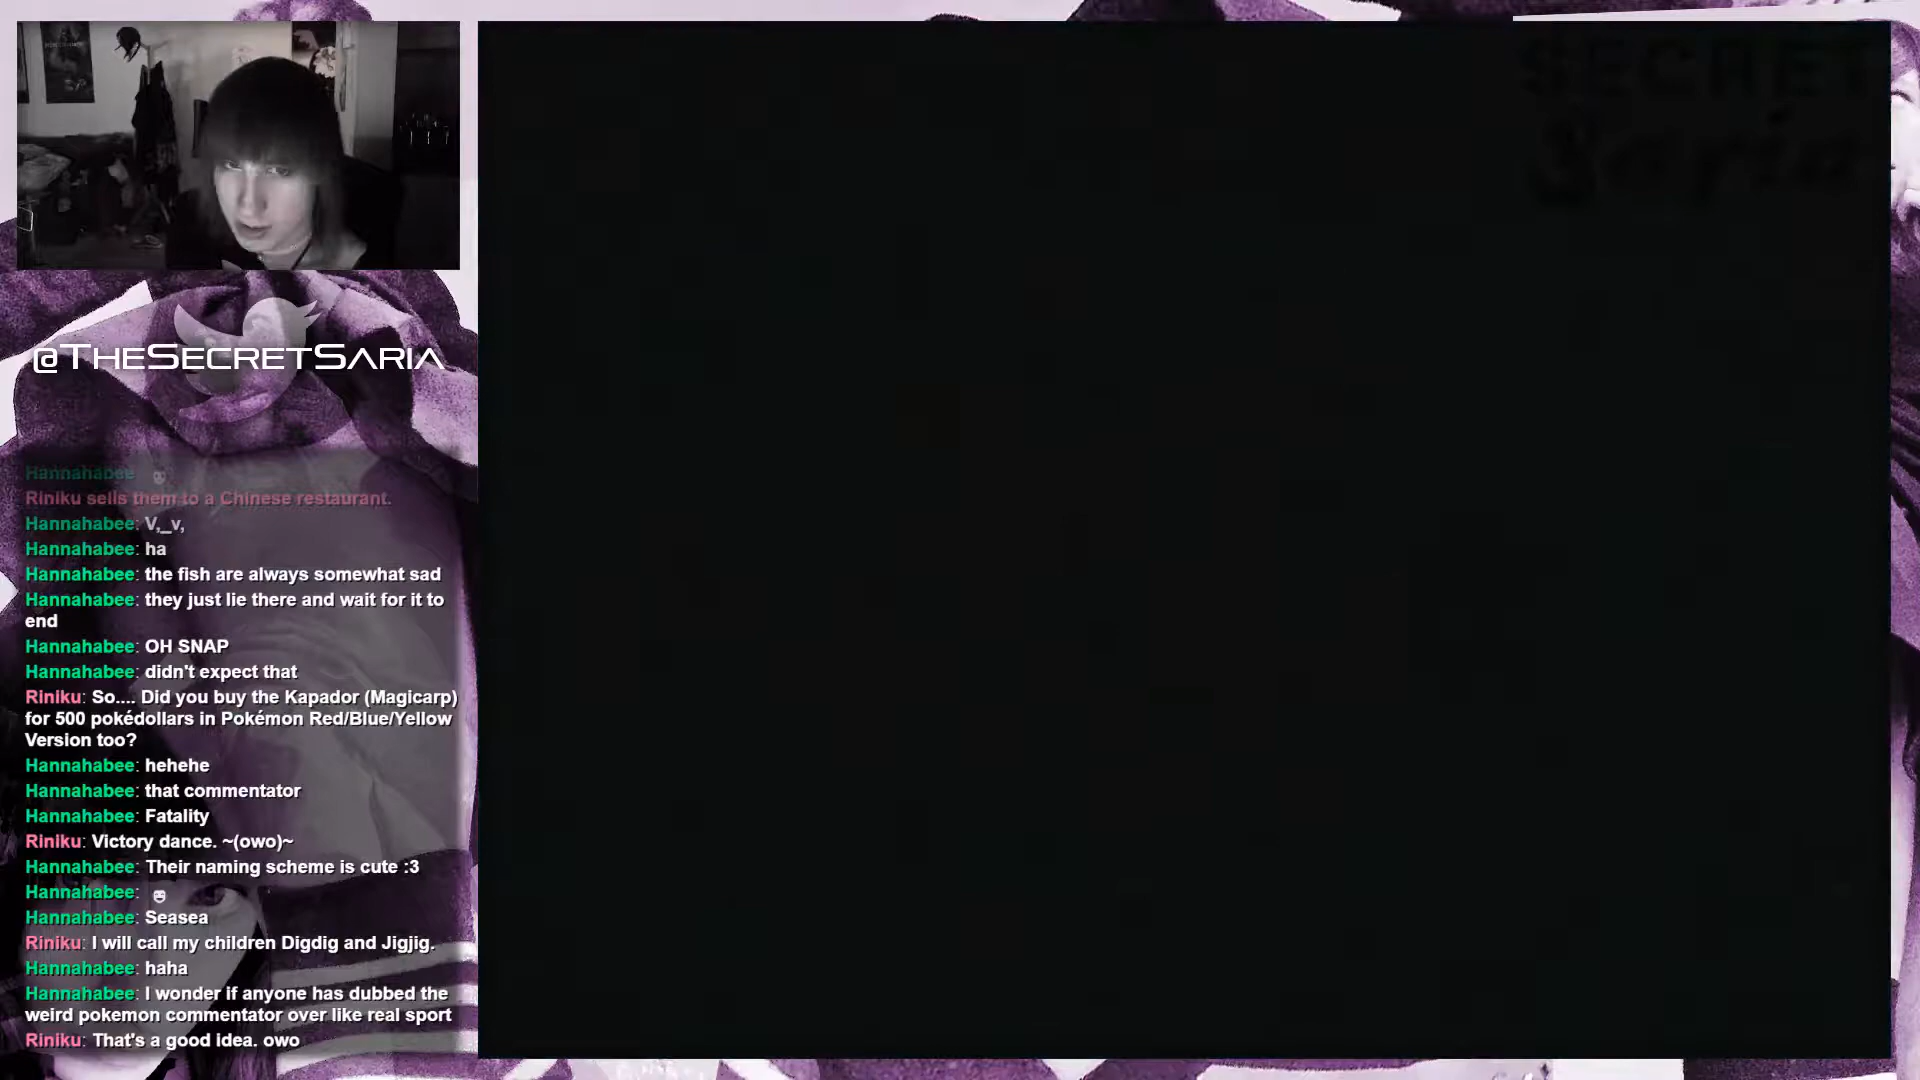 SECRET
Saria
@THESECRETSARIA
Hannahabee
Riniku sells them to a Chinese restaurant.
Hannahabee: V,_v,
Hannahabee: ha
Hannahabee: the fish are always somewhat sad
Hannahabee: they just lie there and wait for it to
end
Hannahabee: OH SNAP
Hannahabee: didn't expect that
Riniku: So.... Did you buy the Kapador (Magicarp)
for 500 pokédollars in Pokémon Red/Blue/Yellow
Version too?
Hannahabee: hehehe
Hannahabee: that commentator
Hannahabee: Fatality
Riniku: Victory dance. ~(owo)~
Hannahabee: Their naming scheme is cute :3
Hannahabee:
Hannahabee: Seasea
Riniku: I will call my children Digdig and Jigjig.
Hannahabee: haha
Hannahabee: I wonder if anyone has dubbed the
weird pokemon commentator over like real sport
Riniku: That's a good idea. owo